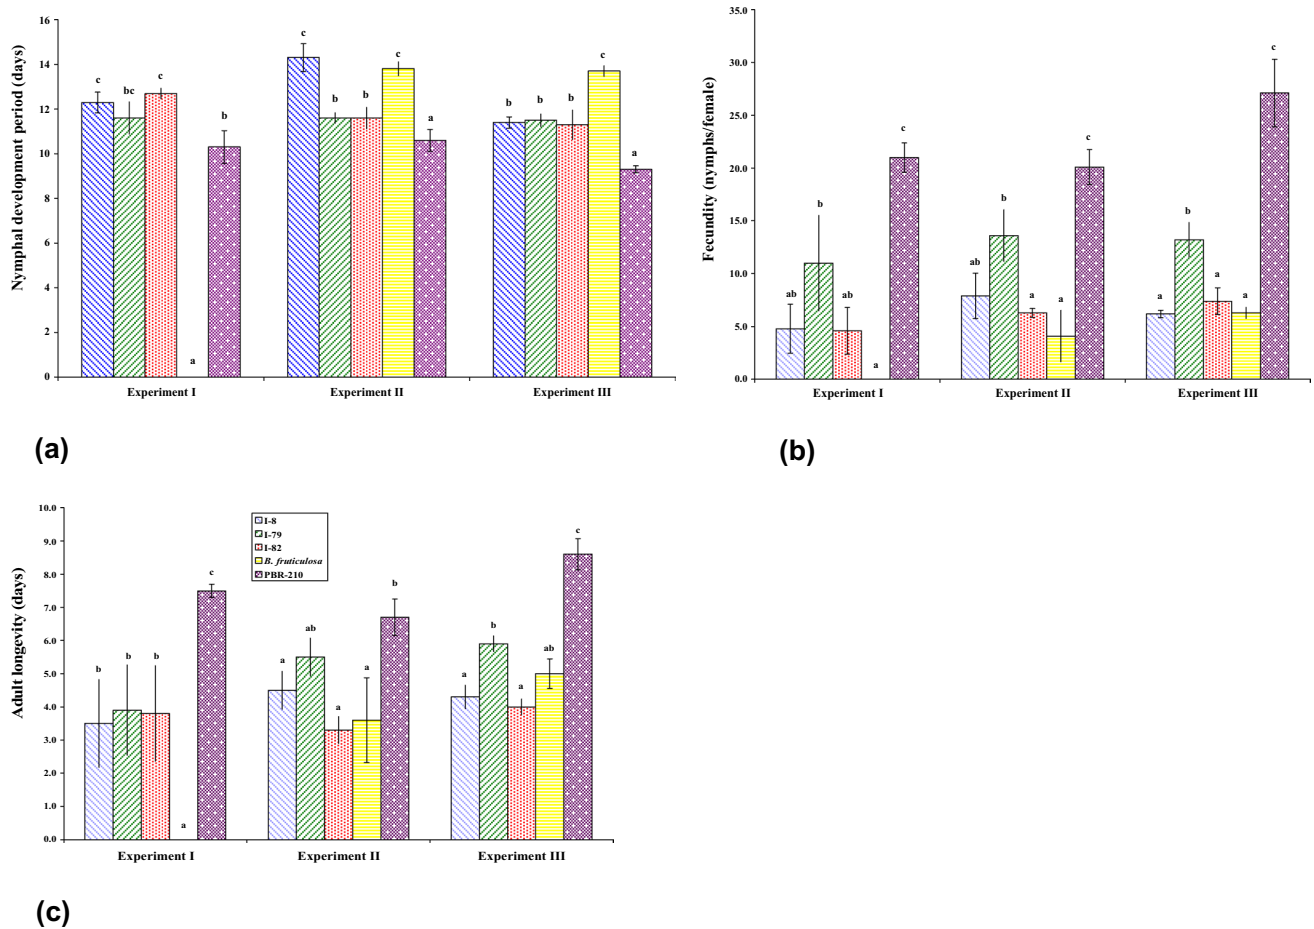 Nymphal development period (days)
16
14
12
10
8
6
4
2
0
c
bc
c
a
b
c
b
b
c
a
b
b
b
c
a
Experiment I
Experiment II
Experiment III
(a)
Fecundity (nymphs/female)
35.0
30.0
25.0
20.0
15.0
10.0
5.0
0.0
ab
b
ab
a
c
ab
b
a
a
c
a
b
a
a
c
Experiment I
Experiment II
Experiment III
(b)
Adult longevity (days)
10.0
9.0
8.0
7.0
6.0
5.0
4.0
3.0
2.0
1.0
0.0
I-8
I-79
I-82
B. fruticulosa
PBR-210
b
b
b
a
c
a
ab
a
a
b
a
b
a
ab
c
Experiment I
Experiment II
Experiment III
(c)